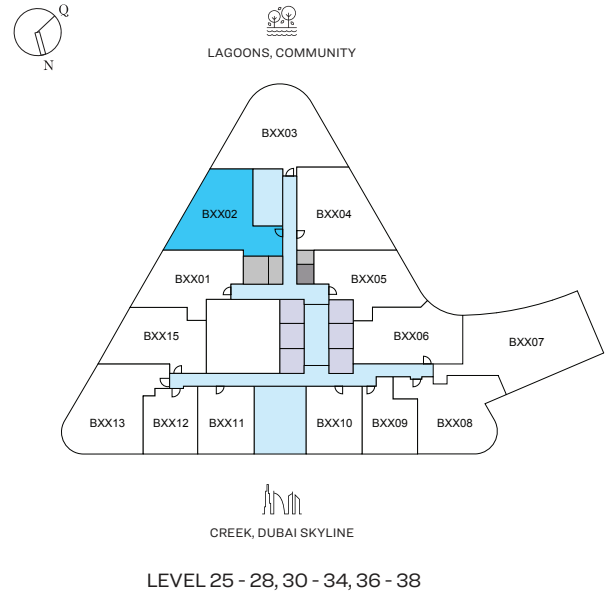 Q
N
LAGOONS, COMMUNITY
BXX03
BXX02
BXX04
BXX01
BXX05
BXX15
BXX06
BXX07
BXX13
BXX12
BXX11
BXX10
BXX09
BXX08
CREEK, DUBAI SKYLINE
LEVEL 25 - 28, 30 - 34, 36 - 38